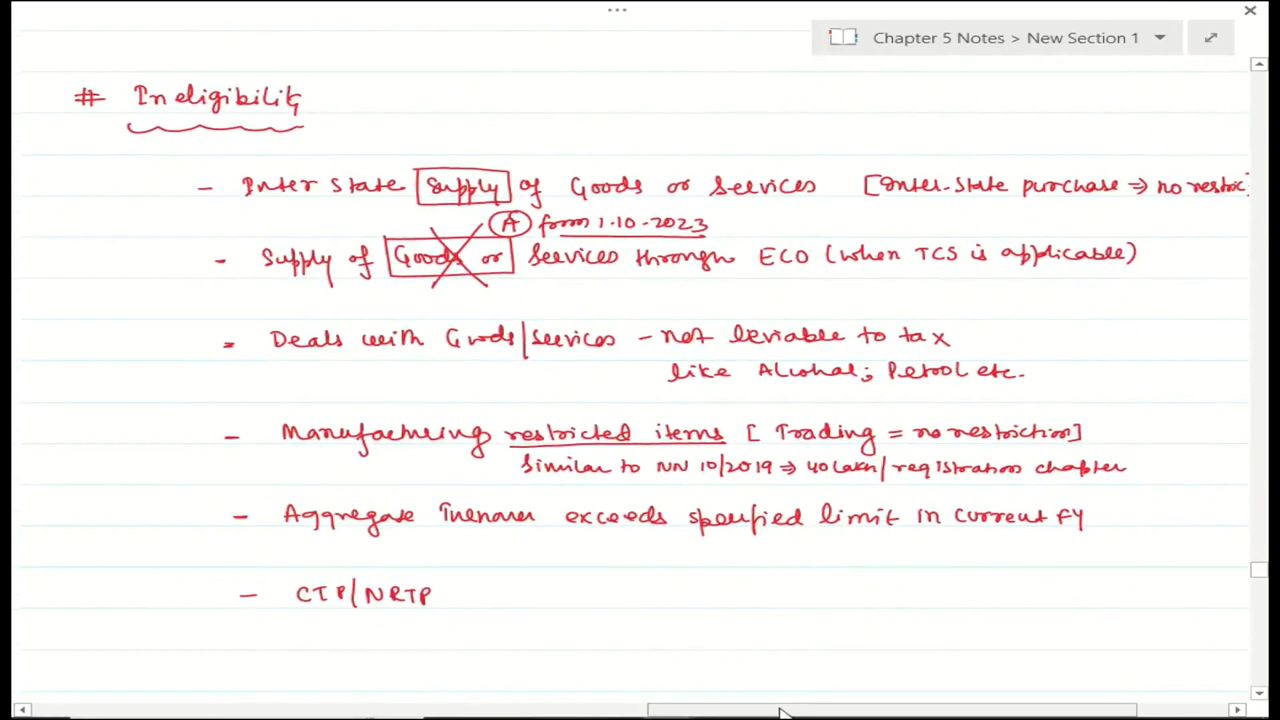 Chapter 5 Notes > New Section 1
# Ineligibility
- Inter State Supply of Goods or Services [Inter-State purchase ⇒ no restric
(A) from 1.10.2023
- Supply of Goods or Services through ECO (when TCS is applicable)
- Deals with Goods/Services - not leviable to tax
like Alcohal; Petrol etc.
- Manufacturing restricted items [Trading = no restriction]
Similar to NN 10/2019 ⇒ 40 lakh/registration chapter
- Aggregate Turnover exceeds specified limit in current FY
- CTP/NRTP